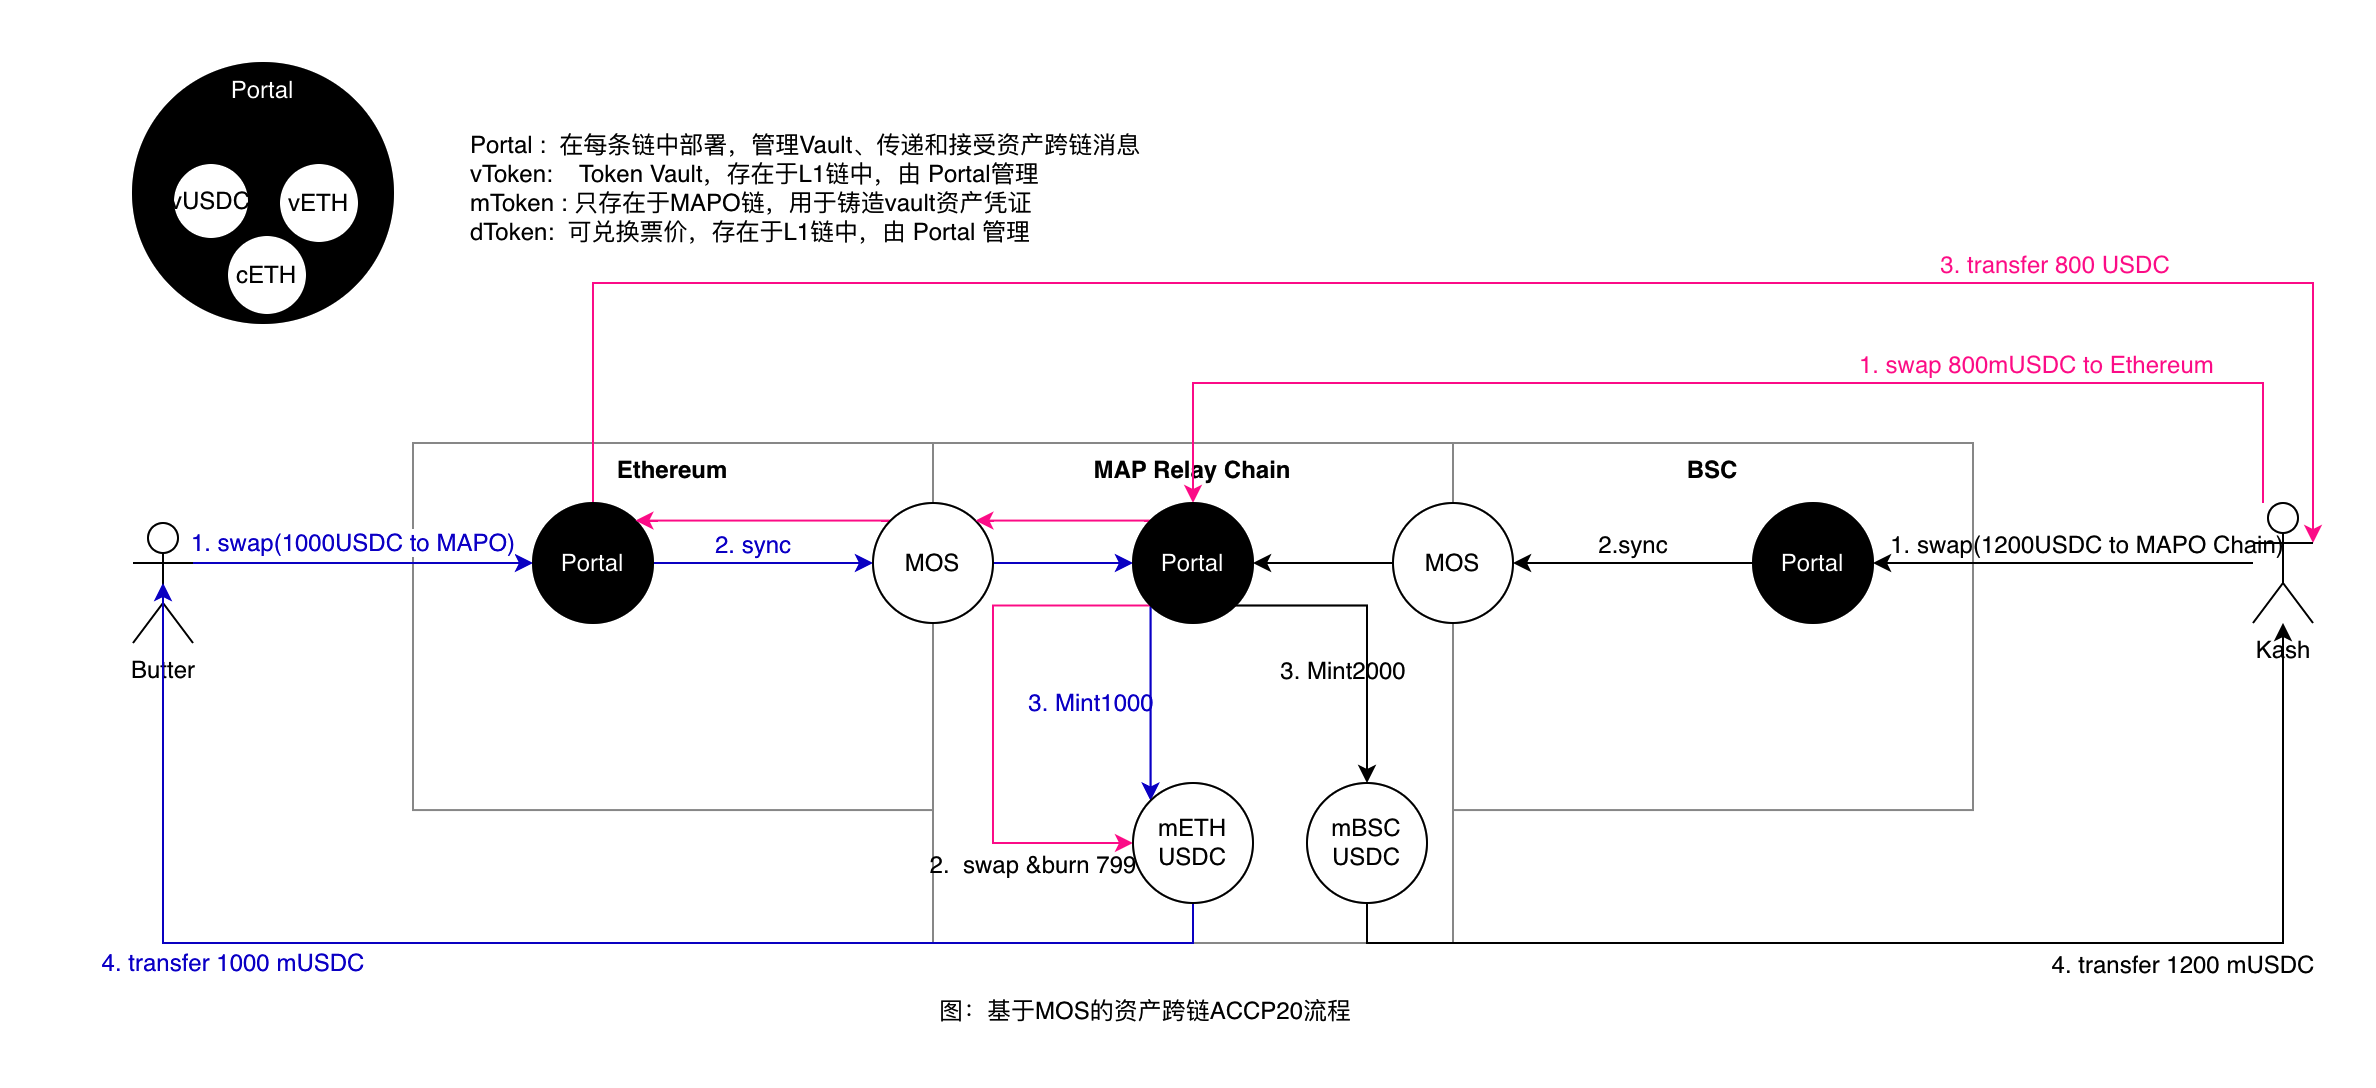 Portal
vUSDC
vETH
cETH
Portal : 在每条链中部署，管理Vault、传递和接受资产跨链消息
vToken:    Token Vault，存在于L1链中，由 Portal管理
mToken : 只存在于MAPO链，用于铸造vault资产凭证
dToken:  可兑换票价，存在于L1链中，由 Portal 管理
3. transfer 800 USDC
1. swap 800mUSDC to Ethereum
Ethereum
MAP Relay Chain
BSC
1. swap(1000USDC to MAPO)
Portal
2. sync
MOS
Portal
MOS
2.sync
Portal
1. swap(1200USDC to MAPO Chain)
Butter
Kash
3. Mint1000
3. Mint2000
mETH
USDC
mBSC
USDC
2.  swap &burn 799
4. transfer 1000 mUSDC
4. transfer 1200 mUSDC
图：基于MOS的资产跨链ACCP20流程